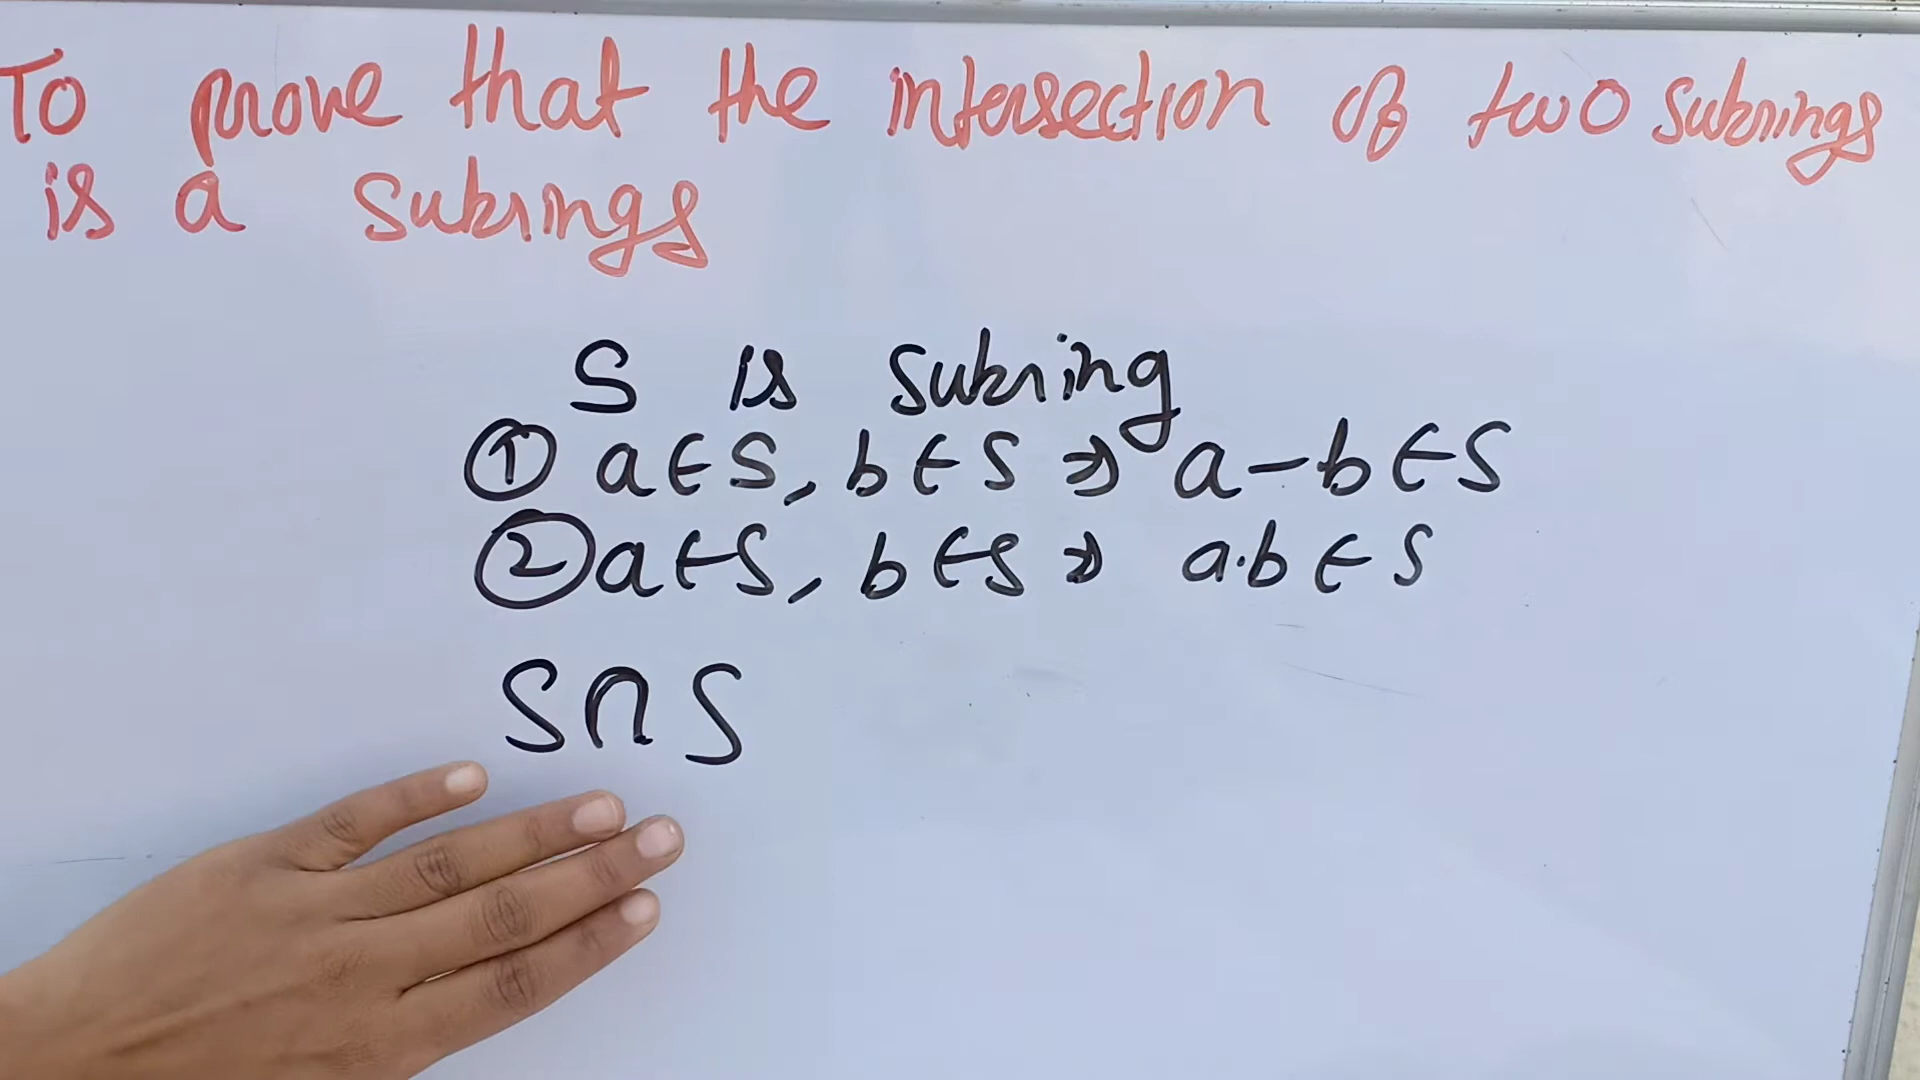 To prove that the intersection of two subrings
is a subrings
S is subring
① a∈S, b∈S ⇒ a-b∈S
② a∈S, b∈S ⇒ a.b∈S
S∩S